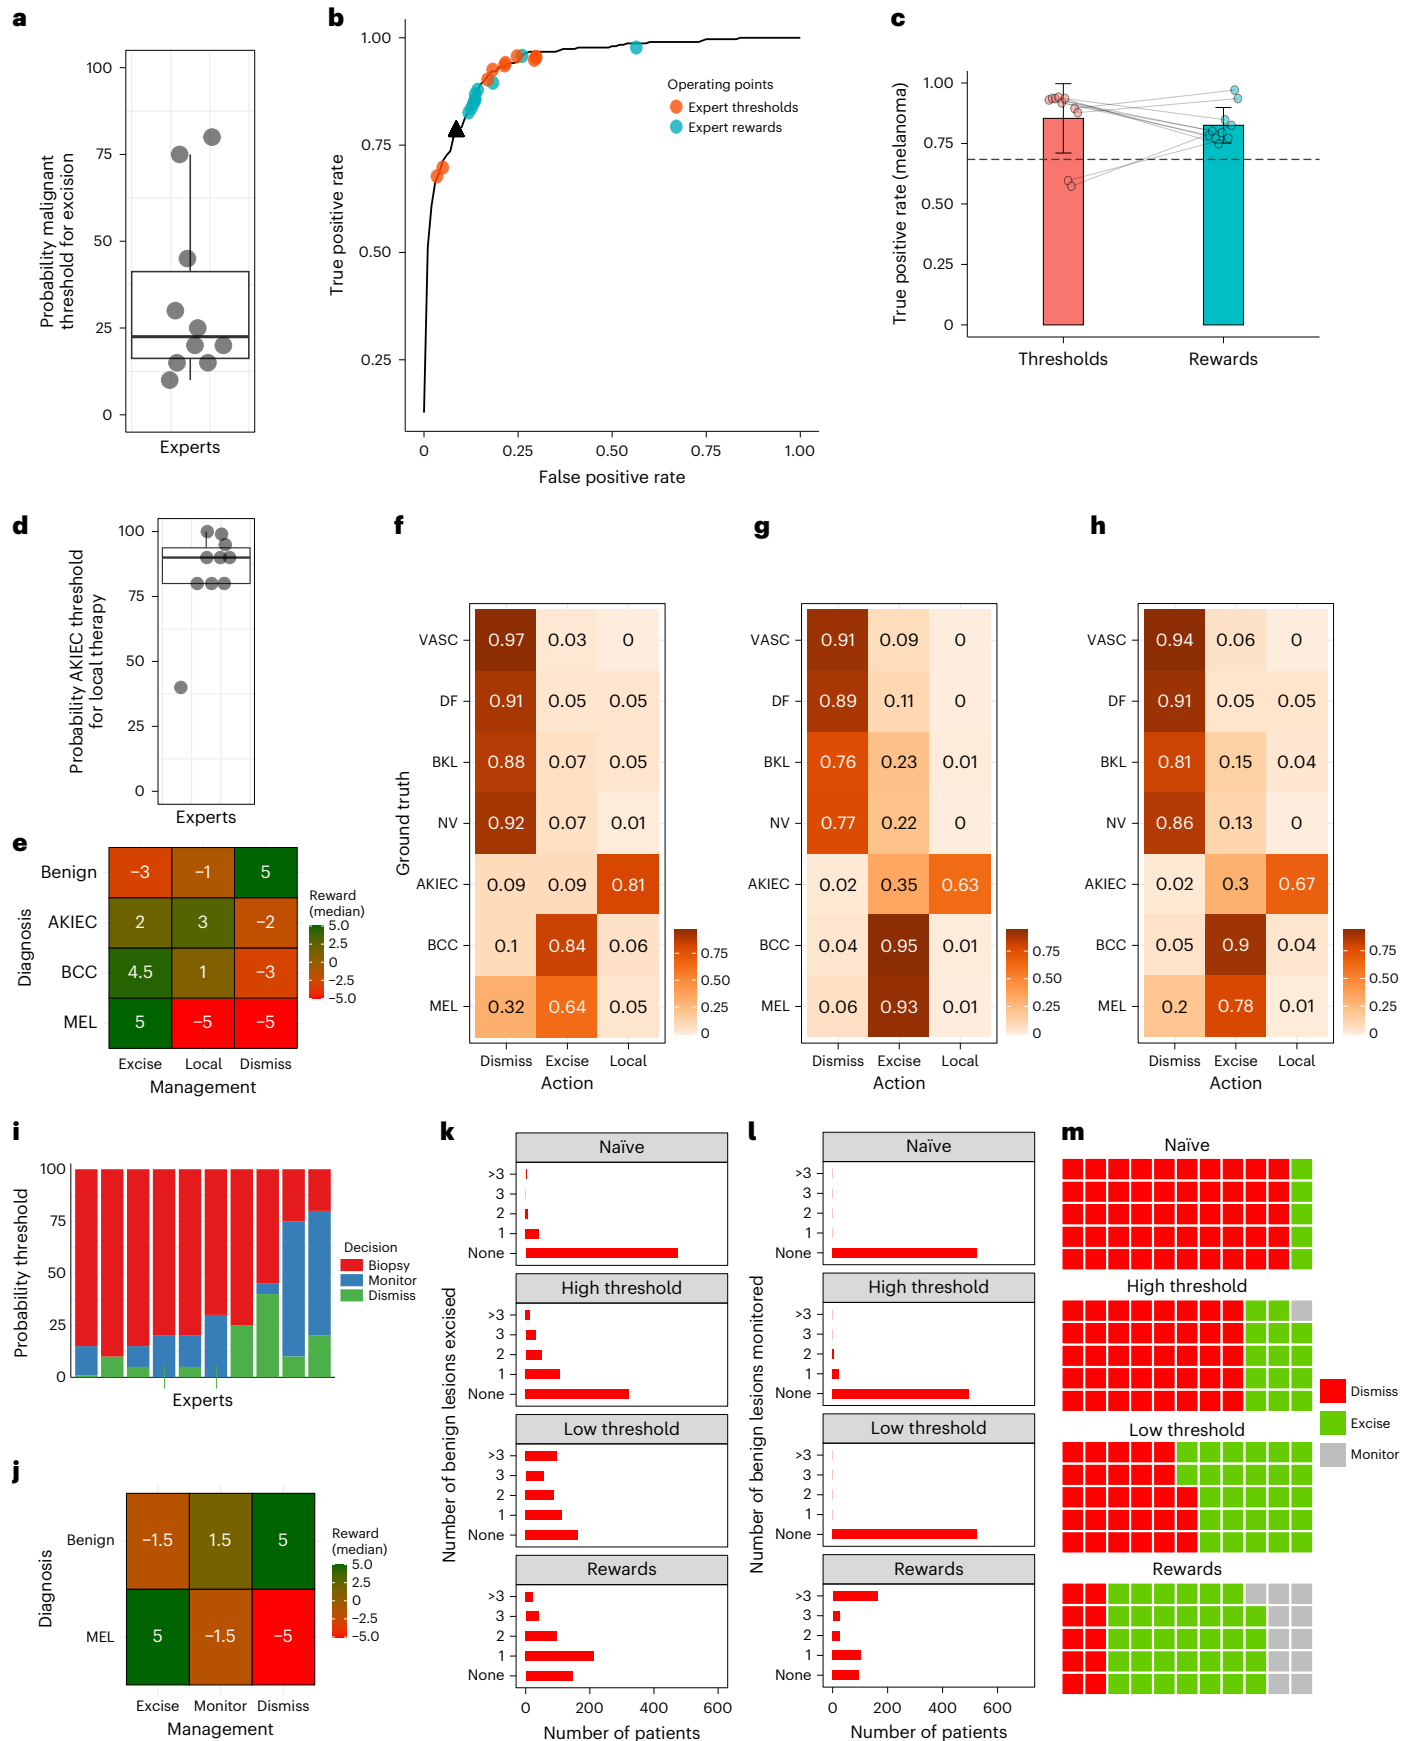 a
100
75
50
25
0
Probability malignant
threshold for excision
Experts
b
1.00
0.75
0.50
0.25
True positive rate
Operating points
Expert thresholds
Expert rewards
0
0.25
0.50
0.75
1.00
False positive rate
c
1.00
0.75
0.50
0.25
0
True positive rate (melanoma)
Thresholds
Rewards
d
100
75
50
25
0
Probability AKIEC threshold
for local therapy
Experts
e
Diagnosis
Benign −3 −1 5
AKIEC 2 3 −2
BCC 4.5 1 −3
MEL 5 −5 −5
Excise Local Dismiss
Management
Reward
(median)
5.0
2.5
0
−2.5
−5.0
f
Ground truth
VASC 0.97 0.03 0
DF 0.91 0.05 0.05
BKL 0.88 0.07 0.05
NV 0.92 0.07 0.01
AKIEC 0.09 0.09 0.81
BCC 0.1 0.84 0.06
MEL 0.32 0.64 0.05
Dismiss Excise Local
Action
0.75
0.50
0.25
0
g
VASC 0.91 0.09 0
DF 0.89 0.11 0
BKL 0.76 0.23 0.01
NV 0.77 0.22 0
AKIEC 0.02 0.35 0.63
BCC 0.04 0.95 0.01
MEL 0.06 0.93 0.01
Dismiss Excise Local
Action
0.75
0.50
0.25
0
h
VASC 0.94 0.06 0
DF 0.91 0.05 0.05
BKL 0.81 0.15 0.04
NV 0.86 0.13 0
AKIEC 0.02 0.3 0.67
BCC 0.05 0.9 0.04
MEL 0.2 0.78 0.01
Dismiss Excise Local
Action
0.75
0.50
0.25
0
i
100
75
50
25
0
Probability threshold
Experts
Decision
Biopsy
Monitor
Dismiss
j
Diagnosis
Benign −1.5 1.5 5
MEL 5 −1.5 −5
Excise Monitor Dismiss
Management
Reward
(median)
5.0
2.5
0
−2.5
−5.0
k
Number of benign lesions excised
Naïve
>3
3
2
1
None
High threshold
>3
3
2
1
None
Low threshold
>3
3
2
1
None
Rewards
>3
3
2
1
None
0 200 400 600
Number of patients
l
Number of benign lesions monitored
Naïve
>3
3
2
1
None
High threshold
>3
3
2
1
None
Low threshold
>3
3
2
1
None
Rewards
>3
3
2
1
None
0 200 400 600
Number of patients
m
Naïve
High threshold
Low threshold
Rewards
Dismiss
Excise
Monitor